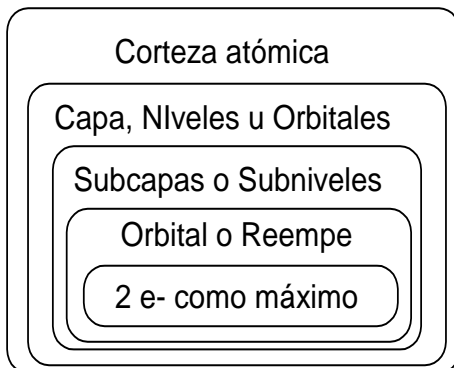 Corteza atómica
Capa, NIveles u Orbitales
Subcapas o Subniveles
Orbital o Reempe
2 e- como máximo